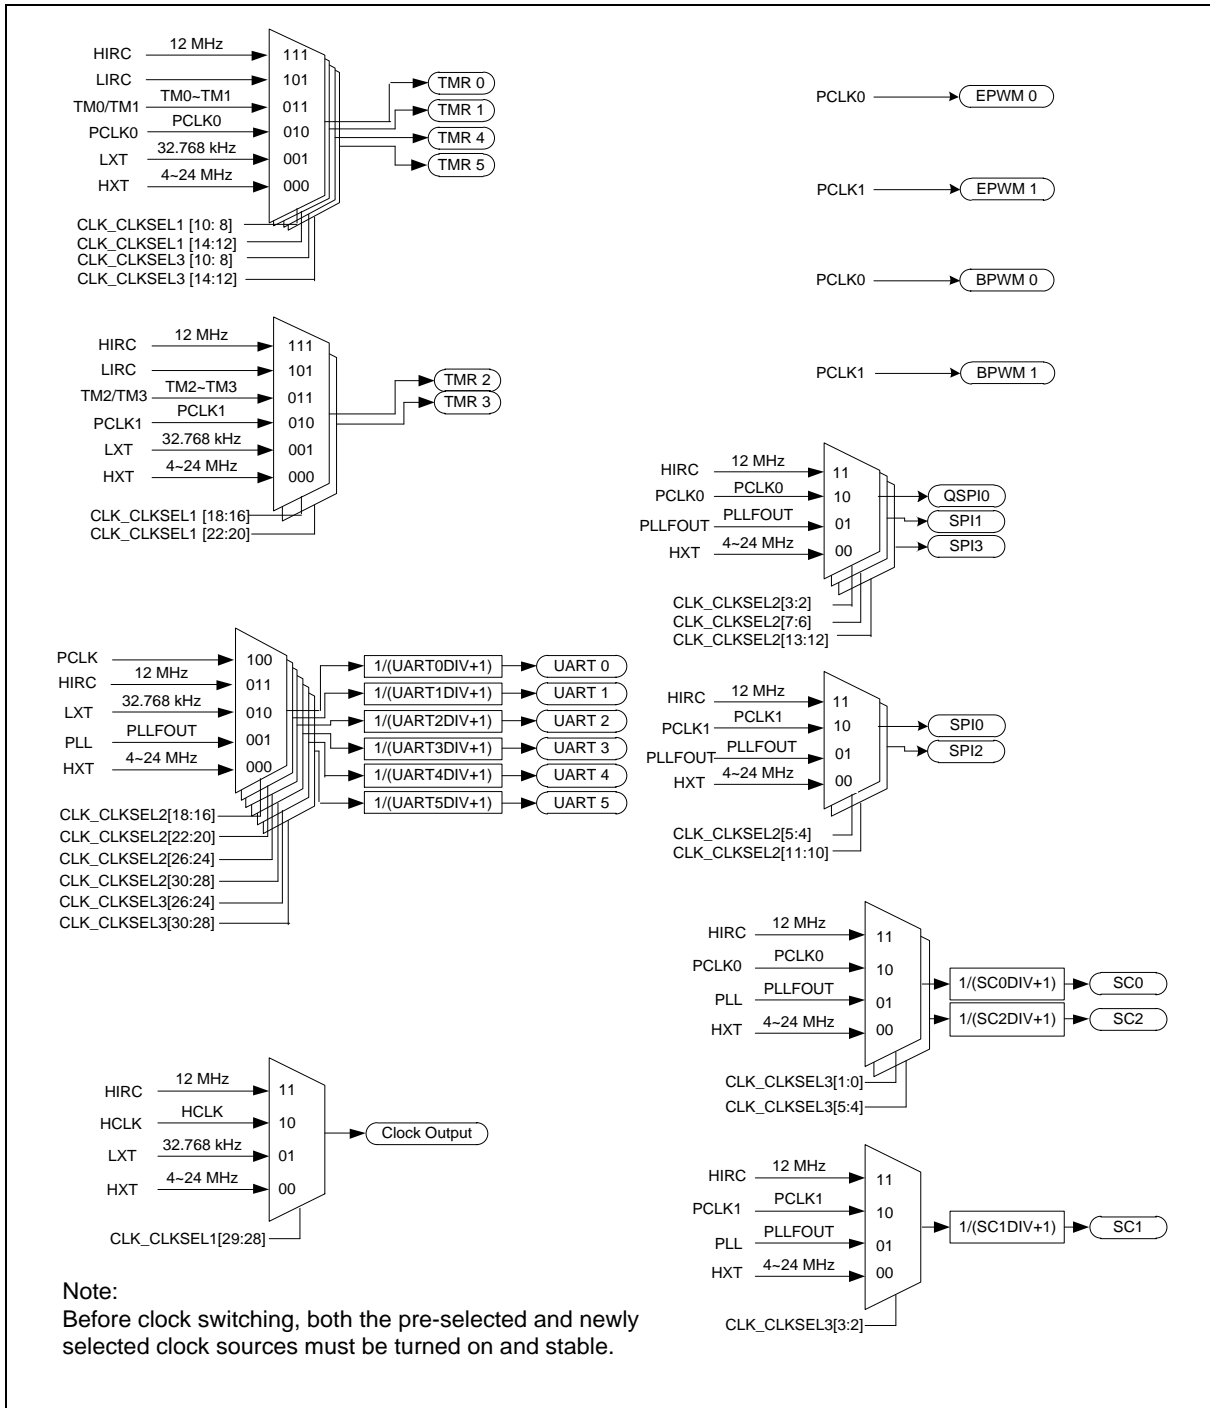 HIRC 12 MHz 111
LIRC 101
TM0/TM1 TM0~TM1 011
PCLK0 PCLK0 010
LXT 32.768 kHz 001
HXT 4~24 MHz 000
TMR 0
TMR 1
TMR 4
TMR 5
CLK_CLKSEL1 [10: 8]
CLK_CLKSEL1 [14:12]
CLK_CLKSEL3 [10: 8]
CLK_CLKSEL3 [14:12]
HIRC 12 MHz 111
LIRC 101
TM2/TM3 TM2~TM3 011
PCLK1 PCLK1 010
LXT 32.768 kHz 001
HXT 4~24 MHz 000
TMR 2
TMR 3
CLK_CLKSEL1 [18:16]
CLK_CLKSEL1 [22:20]
PCLK 100
HIRC 12 MHz 011
LXT 32.768 kHz 010
PLL PLLFOUT 001
HXT 4~24 MHz 000
1/(UART0DIV+1) UART 0
1/(UART1DIV+1) UART 1
1/(UART2DIV+1) UART 2
1/(UART3DIV+1) UART 3
1/(UART4DIV+1) UART 4
1/(UART5DIV+1) UART 5
CLK_CLKSEL2[18:16]
CLK_CLKSEL2[22:20]
CLK_CLKSEL2[26:24]
CLK_CLKSEL2[30:28]
CLK_CLKSEL3[26:24]
CLK_CLKSEL3[30:28]
HIRC 12 MHz 11
HCLK HCLK 10
LXT 32.768 kHz 01
HXT 4~24 MHz 00
Clock Output
CLK_CLKSEL1[29:28]
PCLK0 EPWM 0
PCLK1 EPWM 1
PCLK0 BPWM 0
PCLK1 BPWM 1
HIRC 12 MHz 11
PCLK0 PCLK0 10
PLLFOUT PLLFOUT 01
HXT 4~24 MHz 00
QSPI0
SPI1
SPI3
CLK_CLKSEL2[3:2]
CLK_CLKSEL2[7:6]
CLK_CLKSEL2[13:12]
HIRC 12 MHz 11
PCLK1 PCLK1 10
PLLFOUT PLLFOUT 01
HXT 4~24 MHz 00
SPI0
SPI2
CLK_CLKSEL2[5:4]
CLK_CLKSEL2[11:10]
HIRC 12 MHz 11
PCLK0 PCLK0 10
PLL PLLFOUT 01
HXT 4~24 MHz 00
1/(SC0DIV+1) SC0
1/(SC2DIV+1) SC2
CLK_CLKSEL3[1:0]
CLK_CLKSEL3[5:4]
HIRC 12 MHz 11
PCLK1 PCLK1 10
PLL PLLFOUT 01
HXT 4~24 MHz 00
1/(SC1DIV+1) SC1
CLK_CLKSEL3[3:2]
Note:
Before clock switching, both the pre-selected and newly
selected clock sources must be turned on and stable.